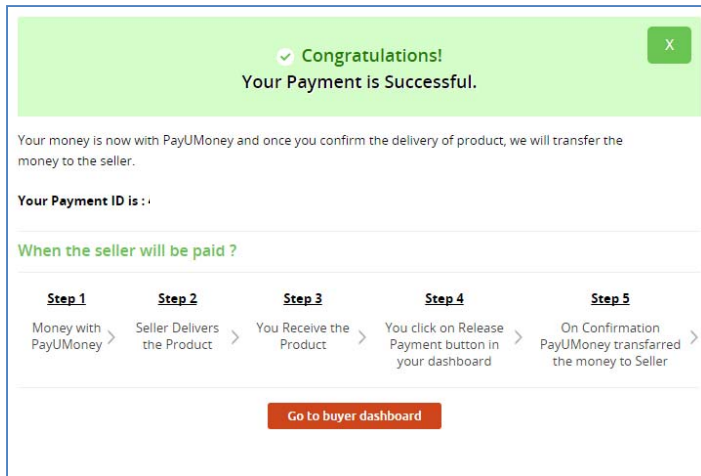 Congratulations!
X
Your Payment is Successful.
Your money is now with PayUMoney and once you confirm the delivery of product, we will transfer the
money to the seller.
Your Payment ID is :
When the seller will be paid ?
Step 1
Money with
PayUMoney
Step 2
Seller Delivers
the Product
Step 3
You Receive the
Product
Step 4
You click on Release
Payment button in
your dashboard
Step 5
On Confirmation
PayUMoney transfarred
the money to Seller
Go to buyer dashboard